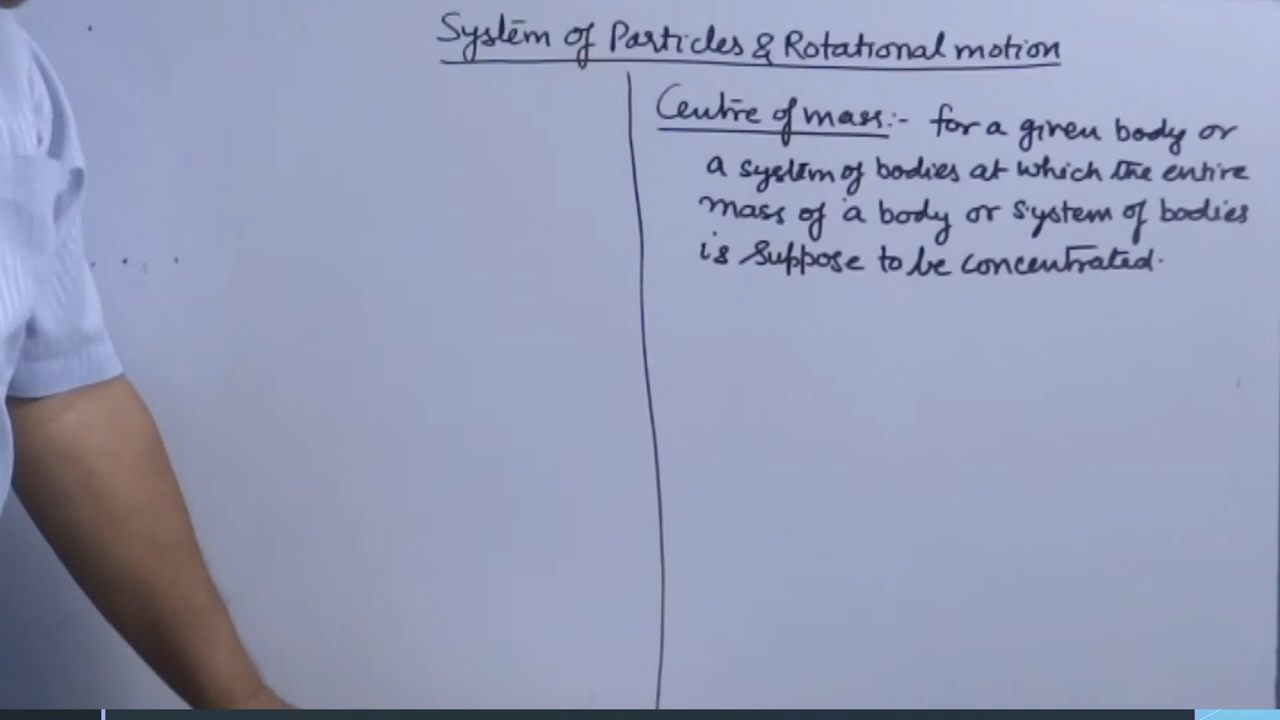 System of Particles & Rotational motion
Centre of mass:- for a given body or
a system of bodies at which the entire
mass of a body or system of bodies
is suppose to be concentrated.